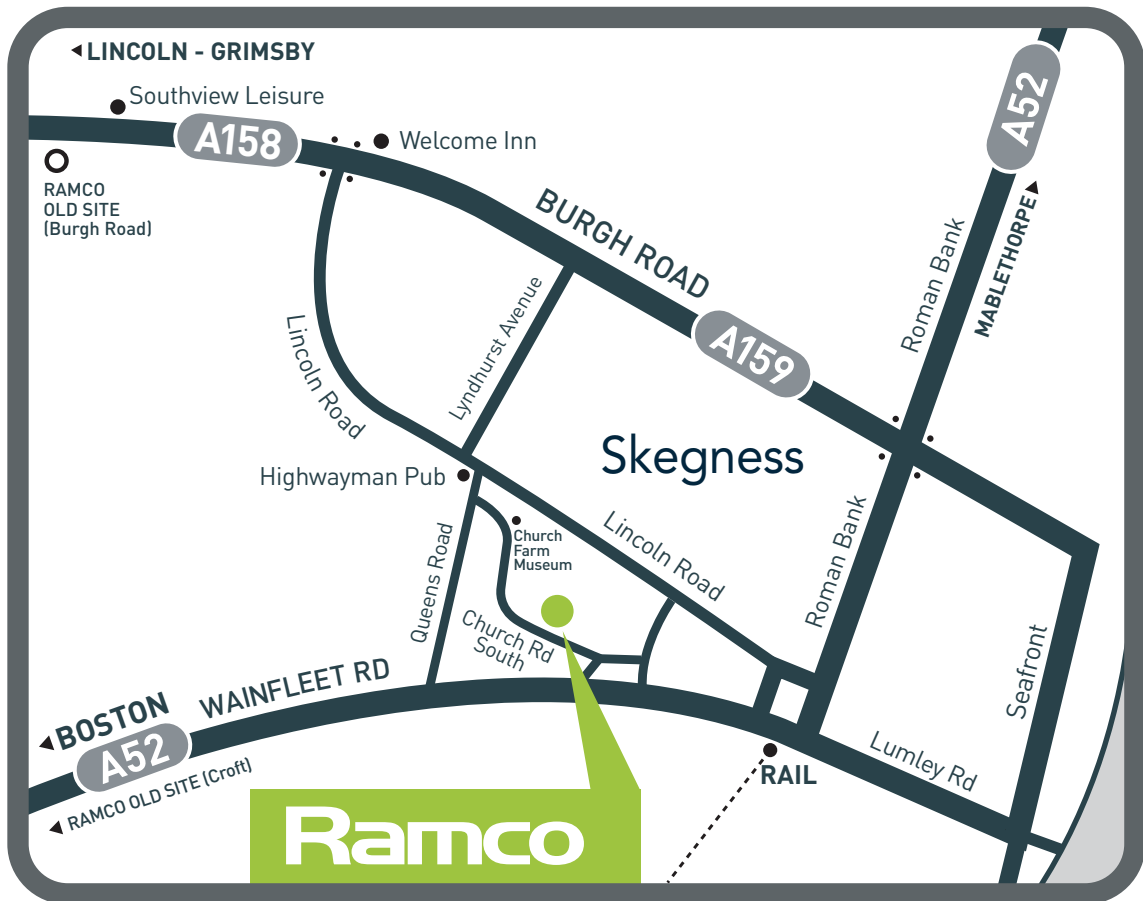 LINCOLN - GRIMSBY
Southview Leisure
A158
Welcome Inn
A52
RAMCO
OLD SITE
(Burgh Road)
BURGH ROAD
Roman Bank
MABLETHORPE
Lyndhurst Avenue
Lincoln Road
A159
Skegness
Highwayman Pub
Church
Farm
Museum
Lincoln Road
Roman Bank
Queens Road
Church Rd
South
Seafront
WAINFLEET RD
BOSTON
A52
RAMCO OLD SITE (Croft)
Lumley Rd
RAIL
Ramco